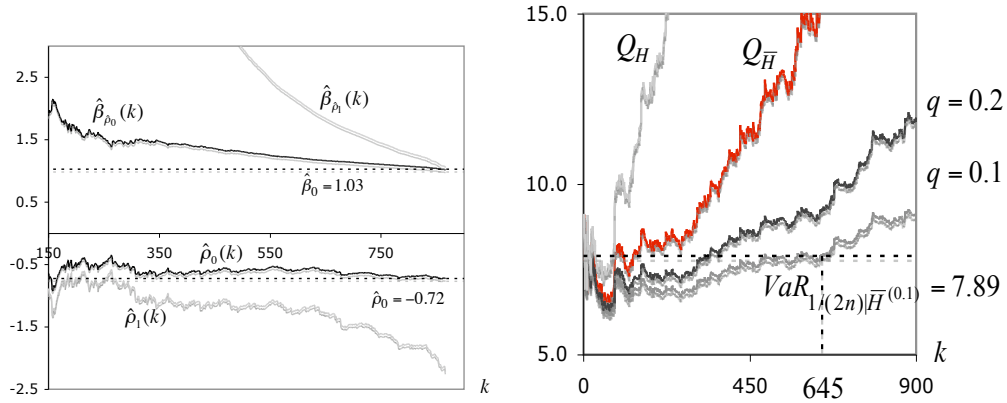 2.5
1.5
0.5
-0.5
-1.5
-2.5
150
350
550
750
k
β̂ρ̂₀(k)
β̂ρ̂₁(k)
β̂₀ = 1.03
ρ̂₀(k)
ρ̂₀ = −0.72
ρ̂₁(k)
15.0
10.0
5.0
Q_H
Q_H̅
q = 0.2
q = 0.1
VaR_{1/(2n)|H̅^{(0.1)}} = 7.89
k
0
450
645
900